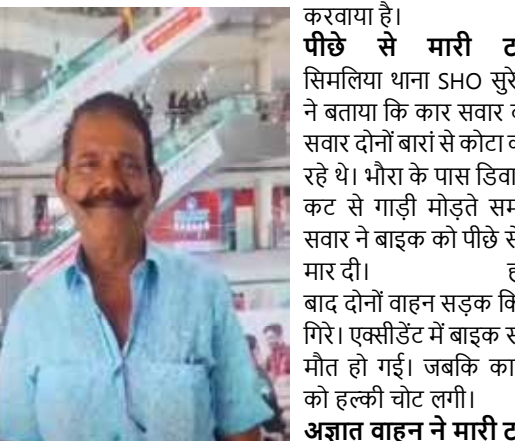 करवाया है।
पीछे से मारी
सिमलिया थाना SHO
ने बताया कि कार सवार
सवार दोनों बारां से कोटा
रहे थे। भौरा के पास
कट से गाड़ी मोड़ते
सवार ने बाइक को पीछे
मार दी।
बाद दोनों वाहन सड़क
गिरे। एक्सीडेंट में बाइक
मौत हो गई। जबकि
को हल्की चोट लगी।
अज्ञात वाहन ने मारी